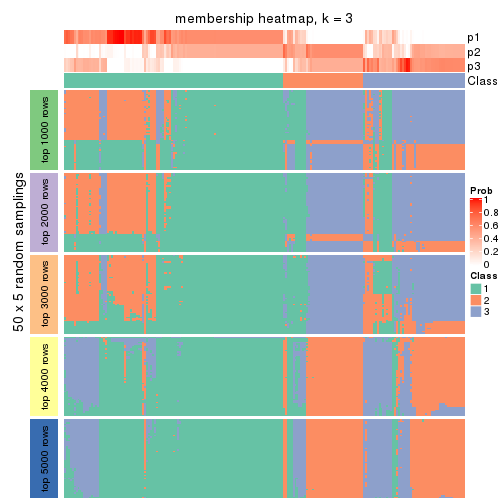 membership heatmap, k = 3
p1
p2
p3
Class
50 x 5 random samplings
top 1000 rows
top 2000 rows
top 3000 rows
top 4000 rows
top 5000 rows
Prob
1
0.8
0.6
0.4
0.2
0
Class
1
2
3